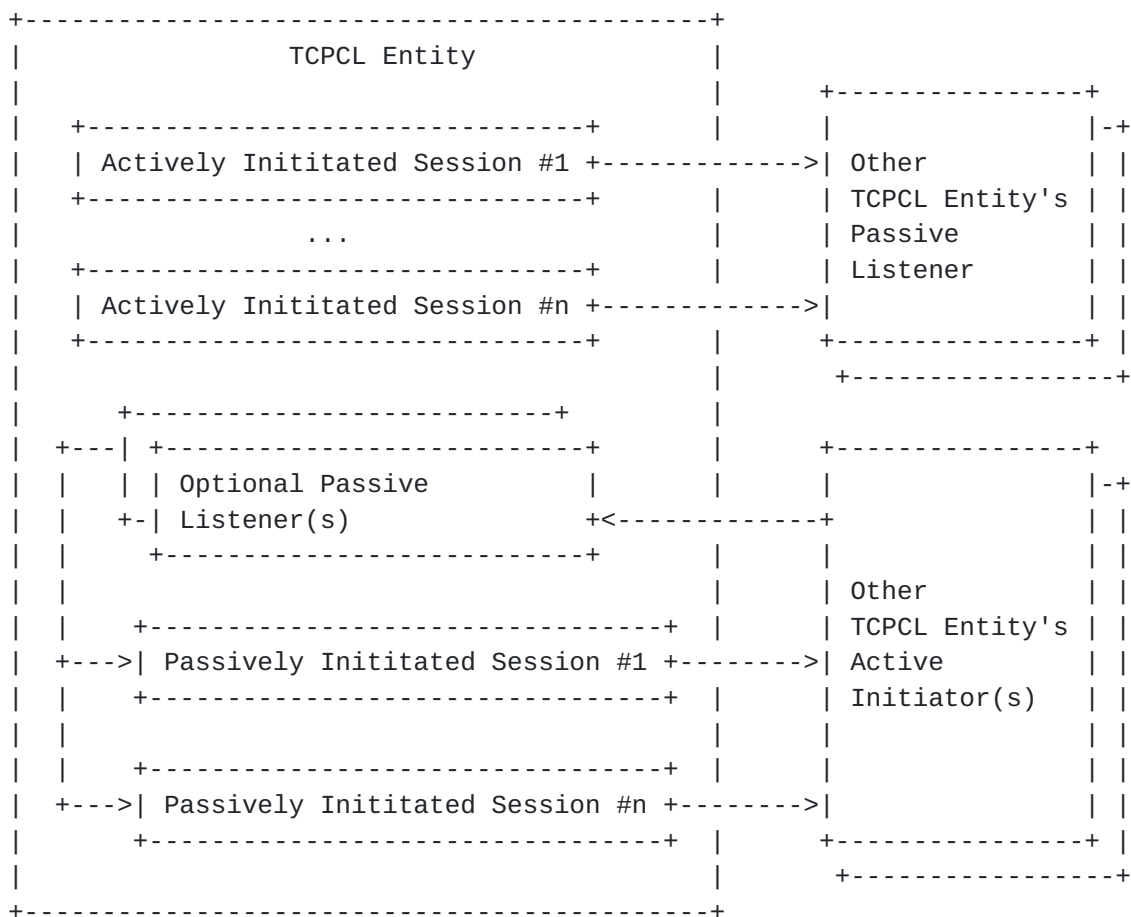 TCPCL Entity
Actively Inititated Session #1
Other
TCPCL Entity's
...
Passive
Listener
Actively Inititated Session #n
Optional Passive
Listener(s)
Other
TCPCL Entity's
Passively Inititated Session #1
Active
Initiator(s)
Passively Inititated Session #n